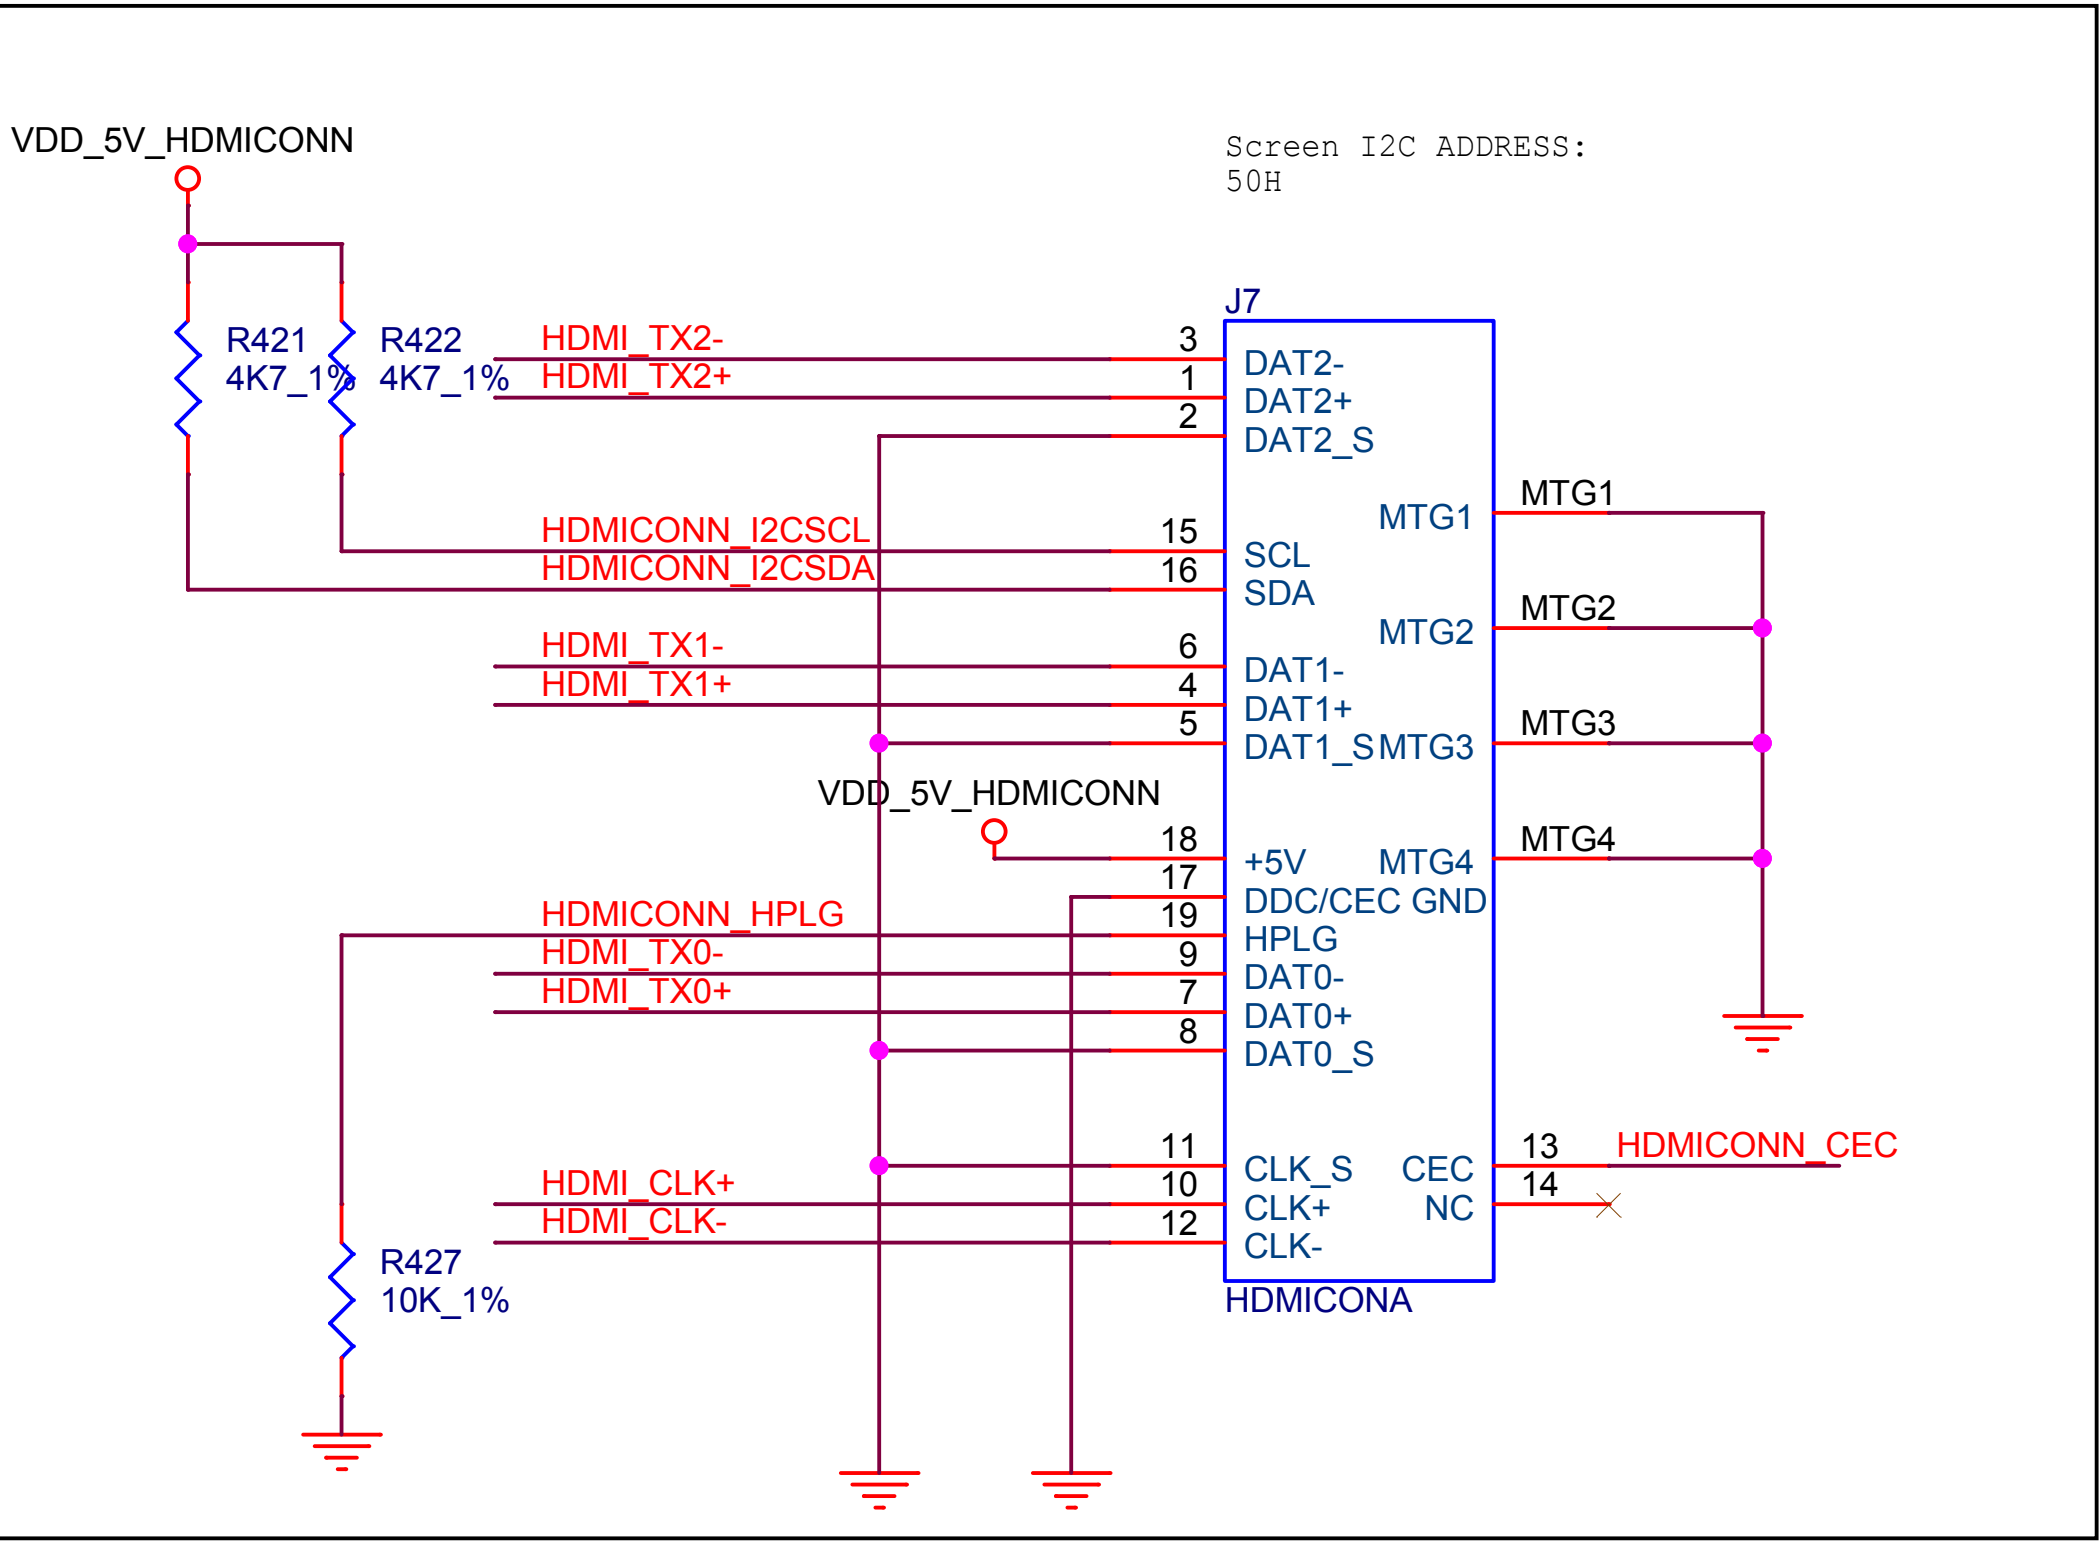 VDD_5V_HDMICONN
Screen I2C ADDRESS:
50H
J7
R421
4K7_1%
R422
4K7_1%
HDMI_TX2-
3
DAT2-
HDMI_TX2+
1
DAT2+
2
DAT2_S
MTG1
MTG1
HDMICONN_I2CSCL
15
SCL
HDMICONN_I2CSDA
16
SDA
MTG2
MTG2
HDMI_TX1-
6
DAT1-
HDMI_TX1+
4
DAT1+
5
DAT1_S
MTG3
MTG3
VDD_5V_HDMICONN
18
+5V
MTG4
MTG4
17
DDC/CEC GND
HDMICONN_HPLG
19
HPLG
HDMI_TX0-
9
DAT0-
HDMI_TX0+
7
DAT0+
8
DAT0_S
11
CLK_S
CEC
13
HDMICONN_CEC
HDMI_CLK+
10
CLK+
NC
14
HDMI_CLK-
12
CLK-
R427
10K_1%
HDMICONA